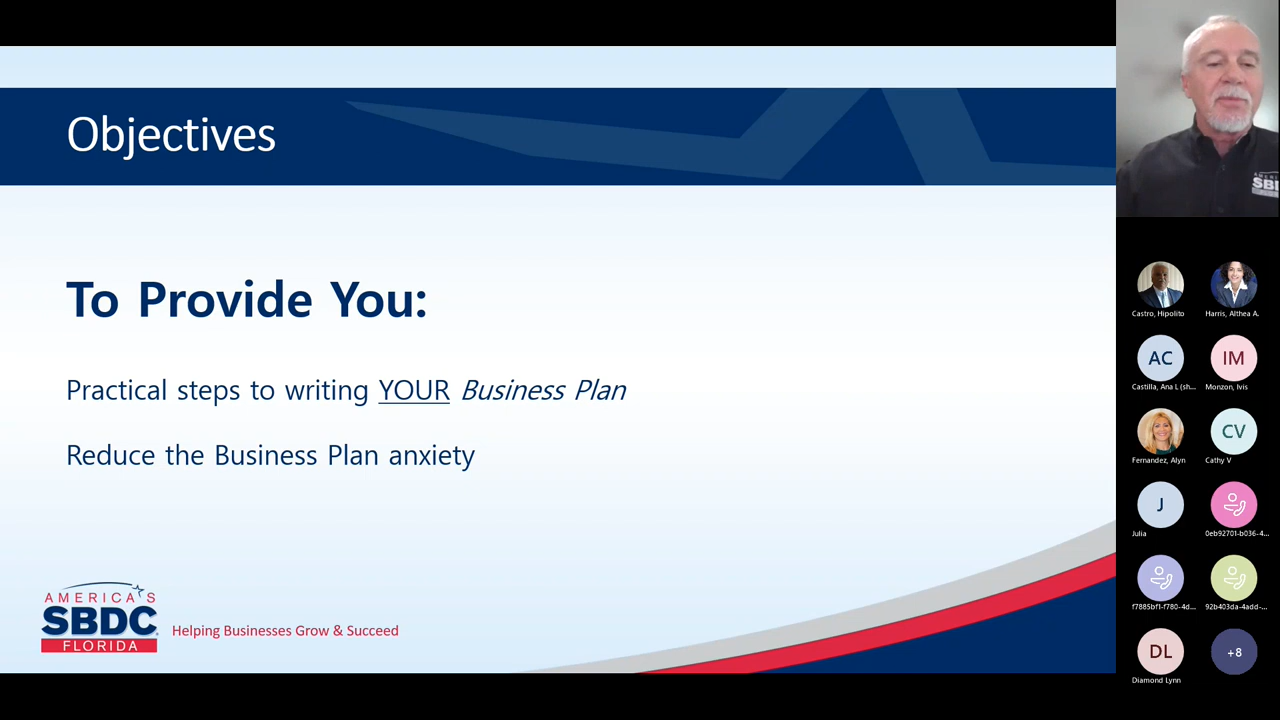 Objectives
To Provide You:
Practical steps to writing YOUR Business Plan
Reduce the Business Plan anxiety
AMERICA'S
SBDC
FLORIDA
Helping Businesses Grow & Succeed
SBD
Castro, Hipolito
Harris, Althea A.
AC
IM
Castilla, Ana L (sh...
Monzon, Ivis
CV
Fernandez, Alyn
Cathy V
J
Julia
0eb92701-b036-4...
f7885bf1-f780-4d...
92b403da-4add-...
DL
+8
Diamond Lynn